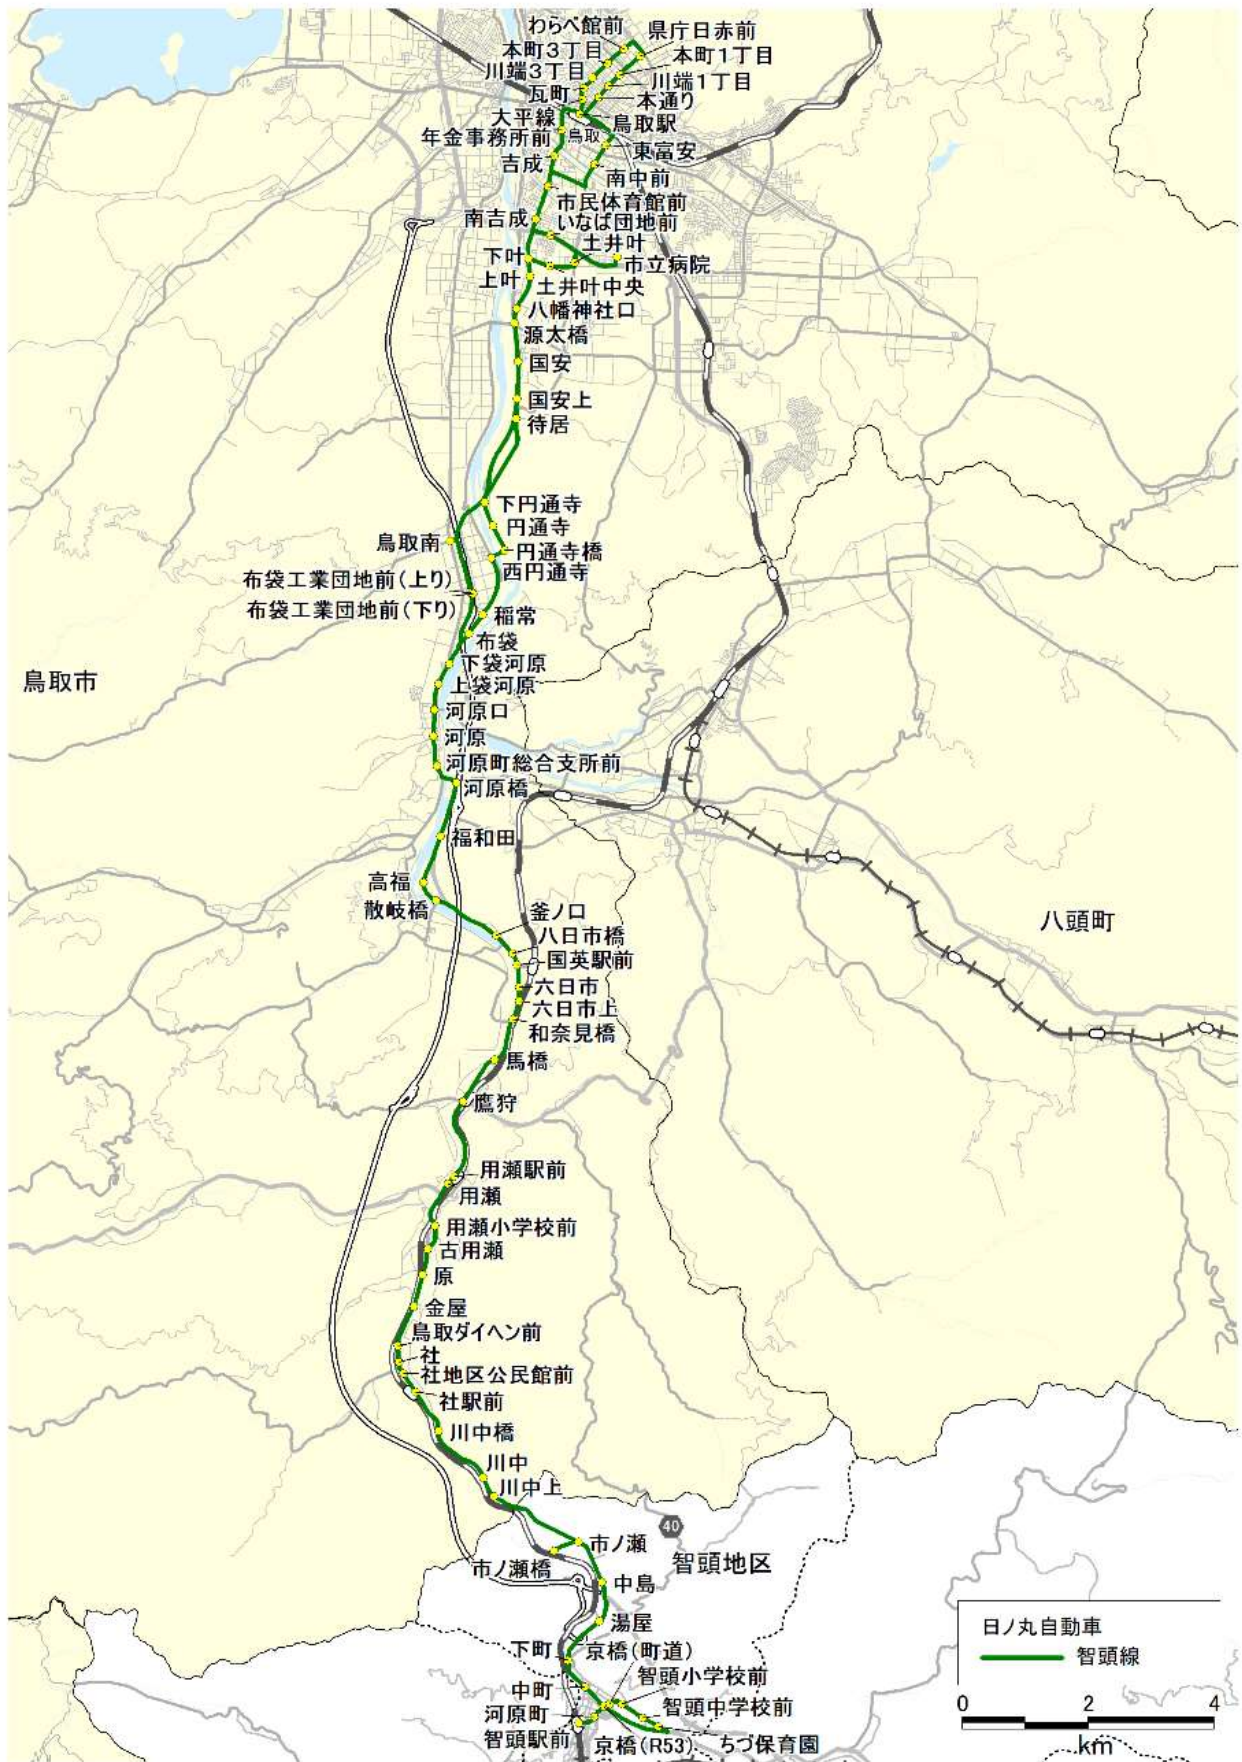 わらべ館前
県庁日赤前
本町3丁目
本町1丁目
川端3丁目
川端1丁目
瓦町
本通り
大平線
鳥取駅
鳥取
年金事務所前
東富安
吉成
南中前
市民体育館前
南吉成
いなば団地前
土井叶
下叶
市立病院
上叶
土井叶中央
八幡神社口
源太橋
国安
国安上
待居
下円通寺
円通寺
鳥取南
円通寺橋
西円通寺
布袋工業団地前(上り)
布袋工業団地前(下り)
稲常
布袋
下袋河原
鳥取市
上袋河原
河原口
河原
河原町総合支所前
河原橋
福和田
高福
散岐橋
釜ノ口
八頭町
八日市橋
国英駅前
六日市
六日市上
和奈見橋
馬橋
鷹狩
用瀬駅前
用瀬
用瀬小学校前
古用瀬
原
金屋
鳥取ダイヘン前
社
社地区公民館前
社駅前
川中橋
川中
川中上
40
市ノ瀬
智頭地区
市ノ瀬橋
中島
湯屋
日ノ丸自動車
智頭線
下町
京橋(町道)
智頭小学校前
中町
智頭中学校前
河原町
智頭駅前
京橋(R53)
ちづ保育園
0 2 4
km